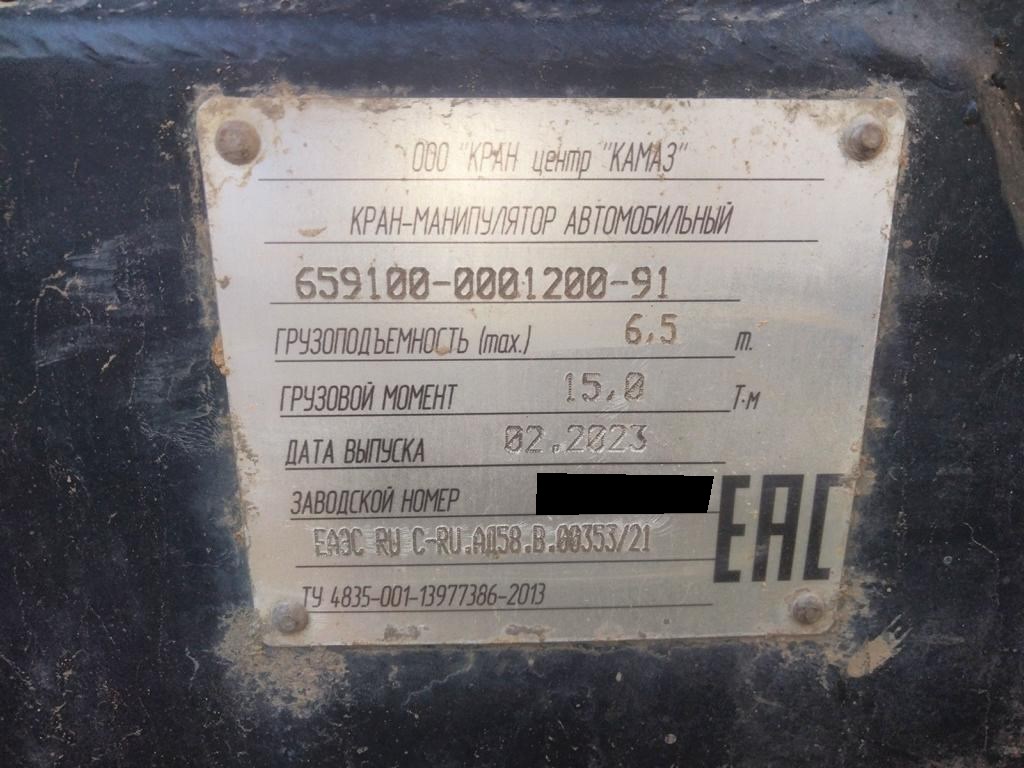 ООО "КРАН центр "КАМАЗ"
КРАН-МАНИПУЛЯТОР АВТОМОБИЛЬНЫЙ
659100-0001200-91
ГРУЗОПОДЪЕМНОСТЬ (max.) 6,5 т.
ГРУЗОВОЙ МОМЕНТ 15,0 Т·м
ДАТА ВЫПУСКА 02.2023
ЗАВОДСКОЙ НОМЕР
ЕАЭС RU С-RU.АД58.В.00353/21
ТУ 4835-001-13977386-2013
EAC